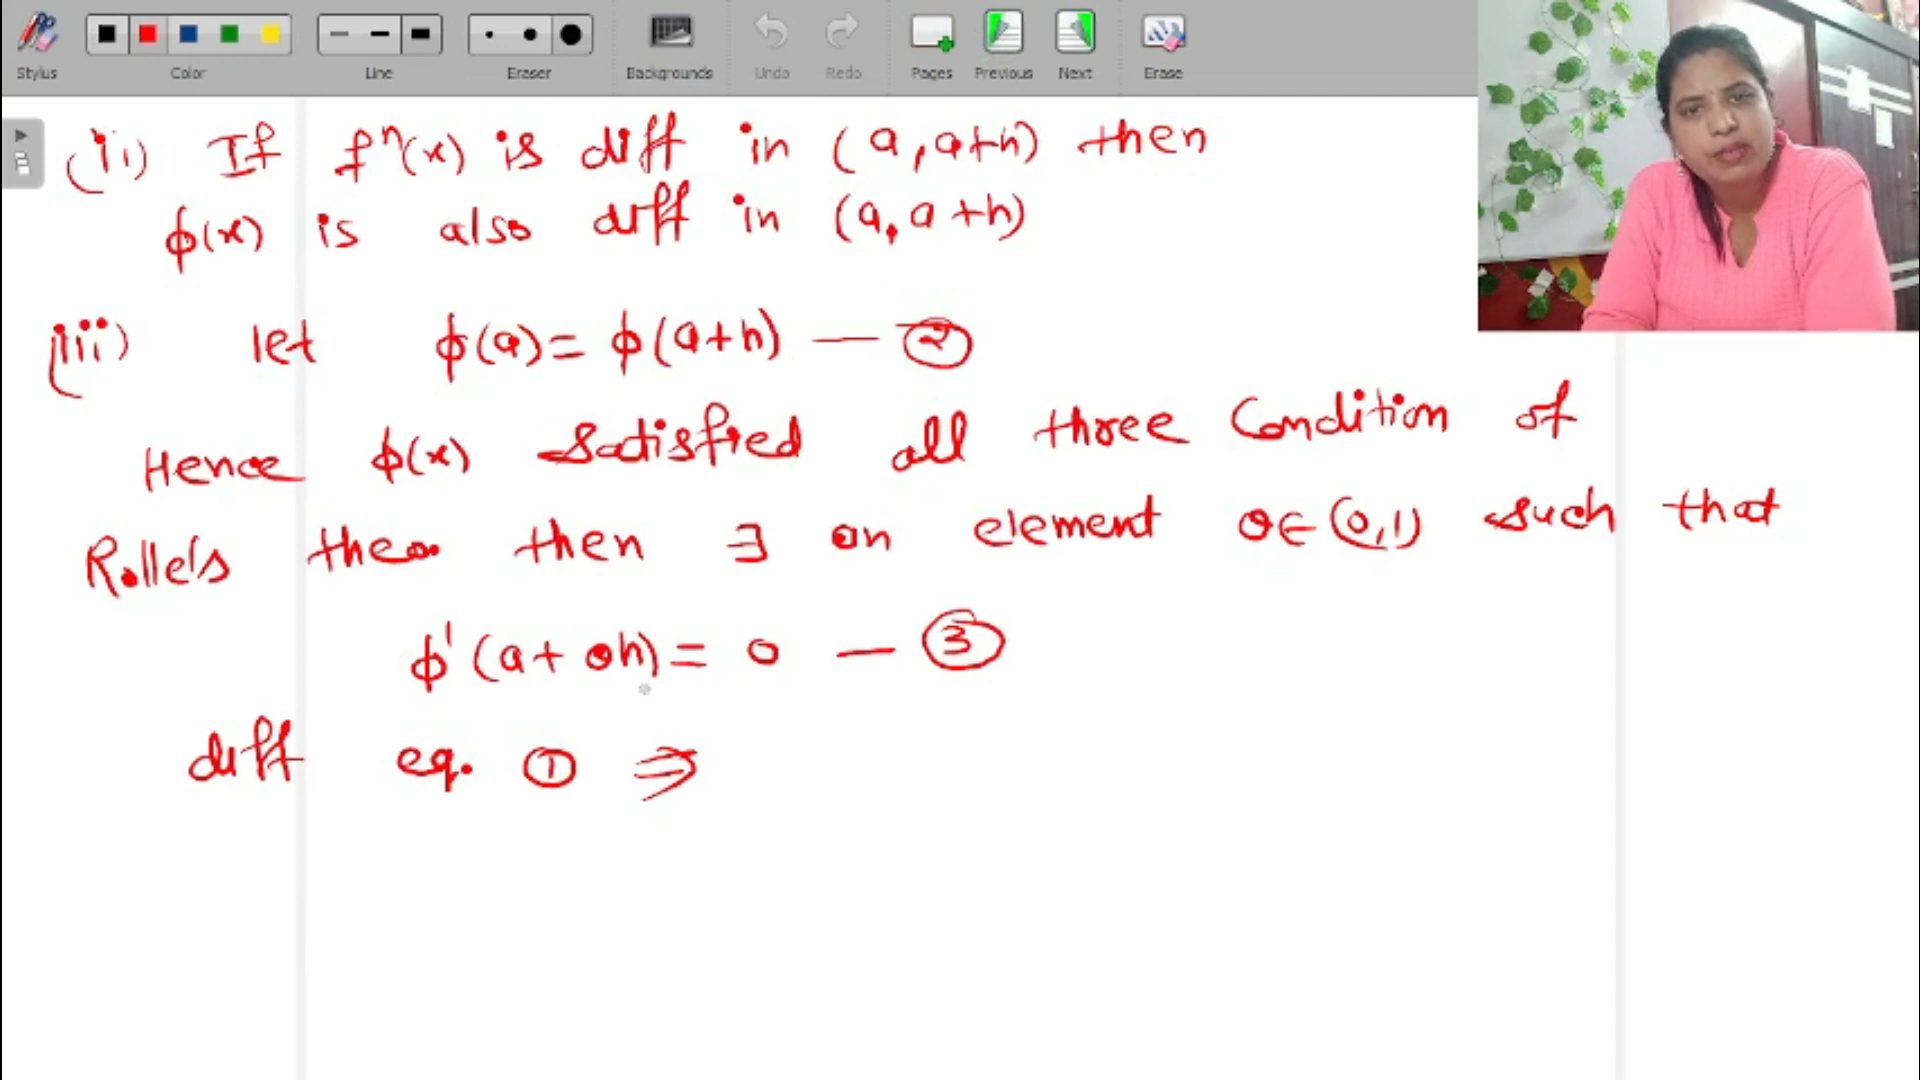 Stylus Color Line Eraser Backgrounds Undo Redo Pages Previous Next Erase
(ii) If fⁿ(x) is diff in (a, a+h) then
ϕ(x) is also diff in (a, a+h)
(iii) let ϕ(a) = ϕ(a+h) — ②
Hence ϕ(x) satisfied all three Condition of
Rolle's theo. then ∃ an element θ∈(0,1) such that
ϕ'(a+θh) = 0 — ③
diff eq. ① ⇒